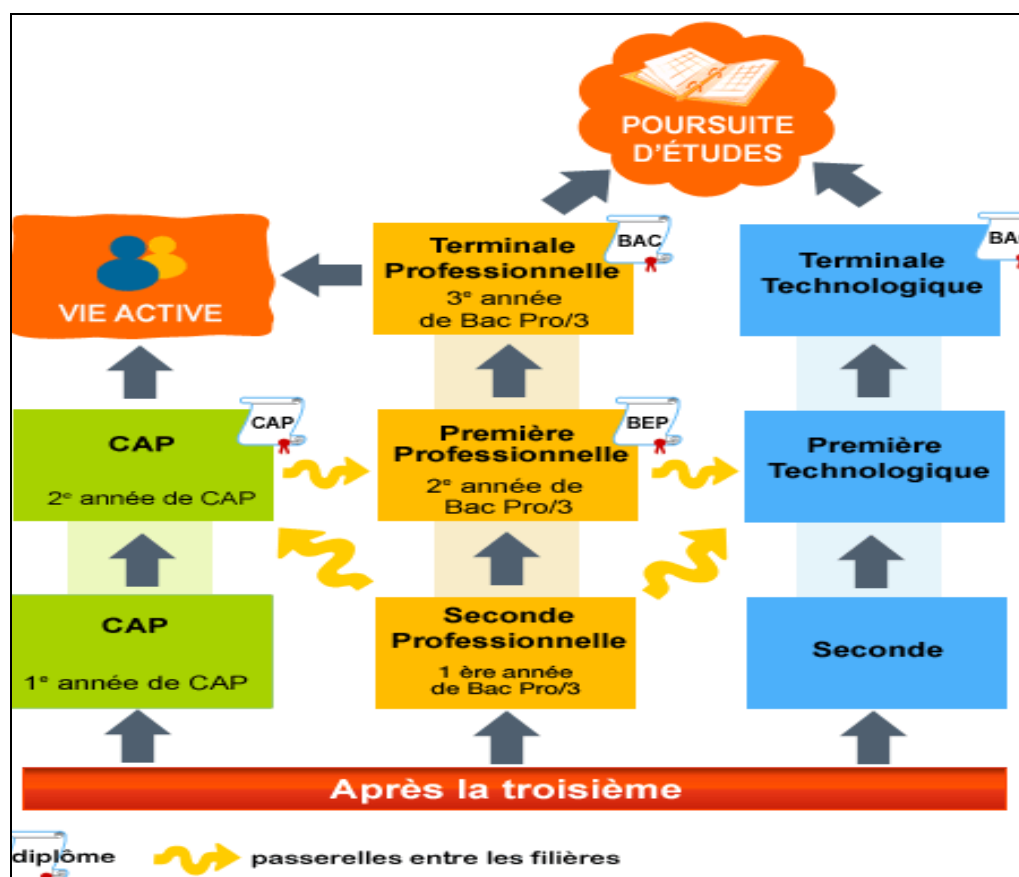 POURSUITE
D'ÉTUDES
VIE ACTIVE
Terminale
Professionnelle
3e année
de Bac Pro/3
BAC
Terminale
Technologique
CAP
2e année de CAP
CAP
Première
Professionnelle
2e année de
Bac Pro/3
BEP
Première
Technologique
CAP
1e année de CAP
Seconde
Professionnelle
1 ère année
de Bac Pro/3
Seconde
Après la troisième
diplôme
passerelles entre les filières